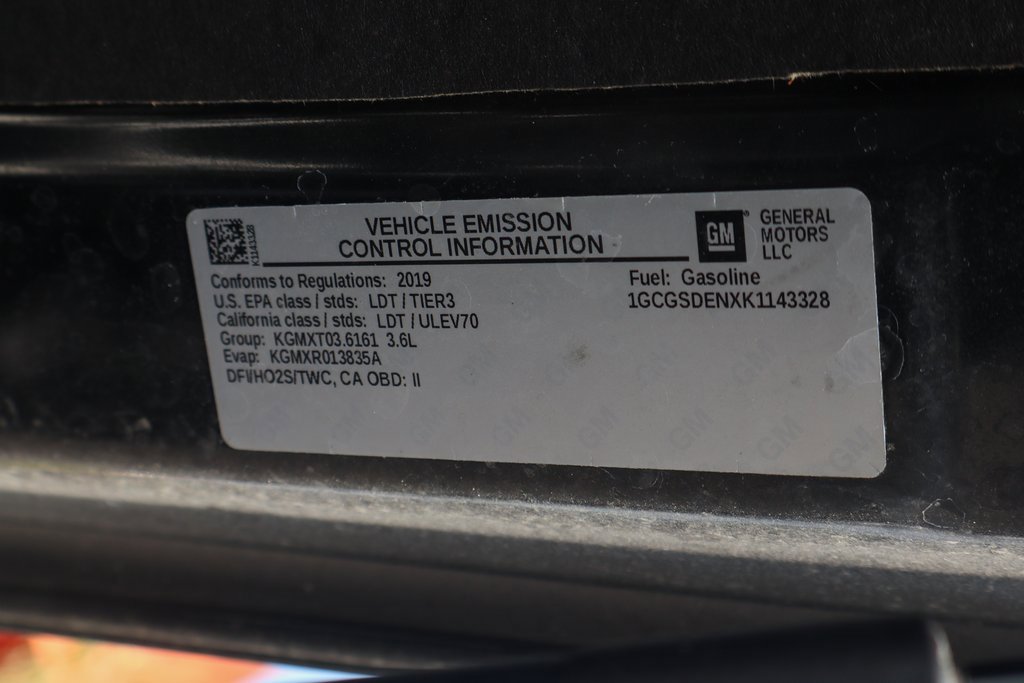 VEHICLE EMISSION
CONTROL INFORMATION
GM
GENERAL
MOTORS
LLC
K1143328
Conforms to Regulations: 2019
U.S. EPA class / stds: LDT / TIER3
California class / stds: LDT / ULEV70
Group: KGMXT03.6161 3.6L
Evap: KGMXR013835A
DFI/HO2S/TWC, CA OBD: II
Fuel: Gasoline
1GCGSDENXK1143328